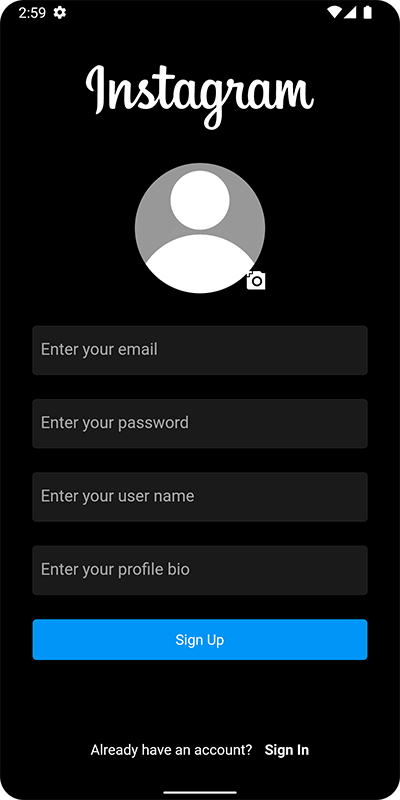 2:59
Instagram
Enter your email
Enter your password
Enter your user name
Enter your profile bio
Sign Up
Already have an account? Sign In